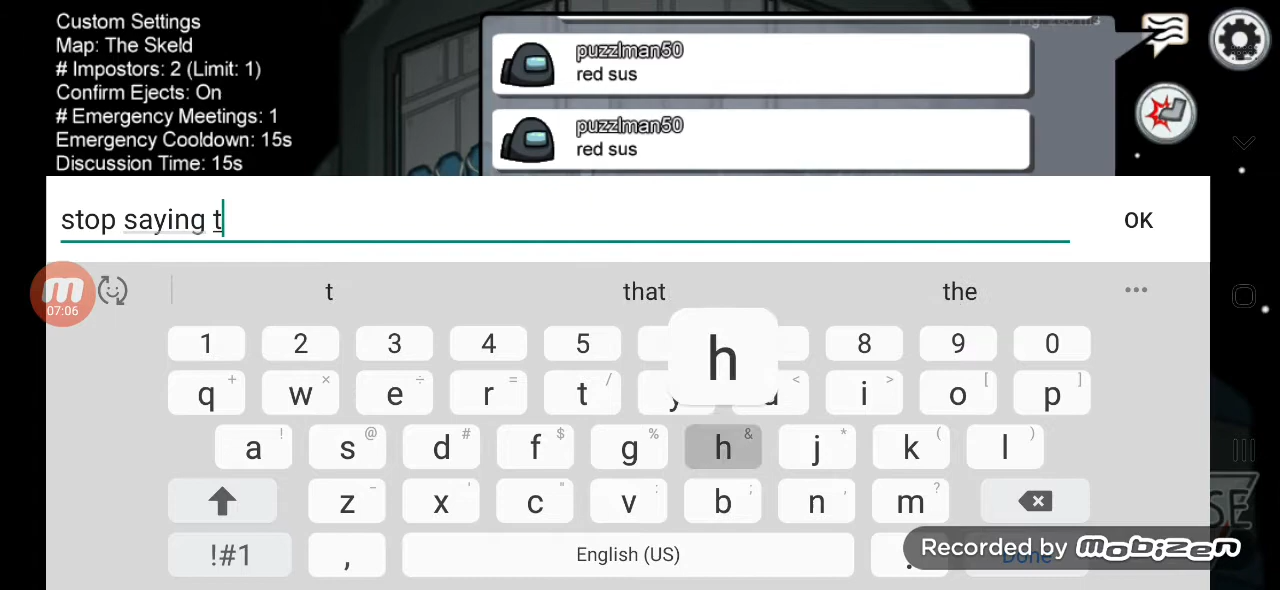 Custom Settings
Map: The Skeld
# Impostors: 2 (Limit: 1)
Confirm Ejects: On
# Emergency Meetings: 1
Emergency Cooldown: 15s
Discussion Time: 15s
puzzlman50
red sus
puzzlman50
red sus
stop saying t
OK
07:06
t that the
1 2 3 4 5 8 9 0
h
q + w × e ÷ r = t / y u < i > o [ p ]
a ! s @ d # f $ g % h & j * k ( l )
z - x ' c " v : b ; n , m ?
!#1 , English (US) . Done
Recorded by mobizen